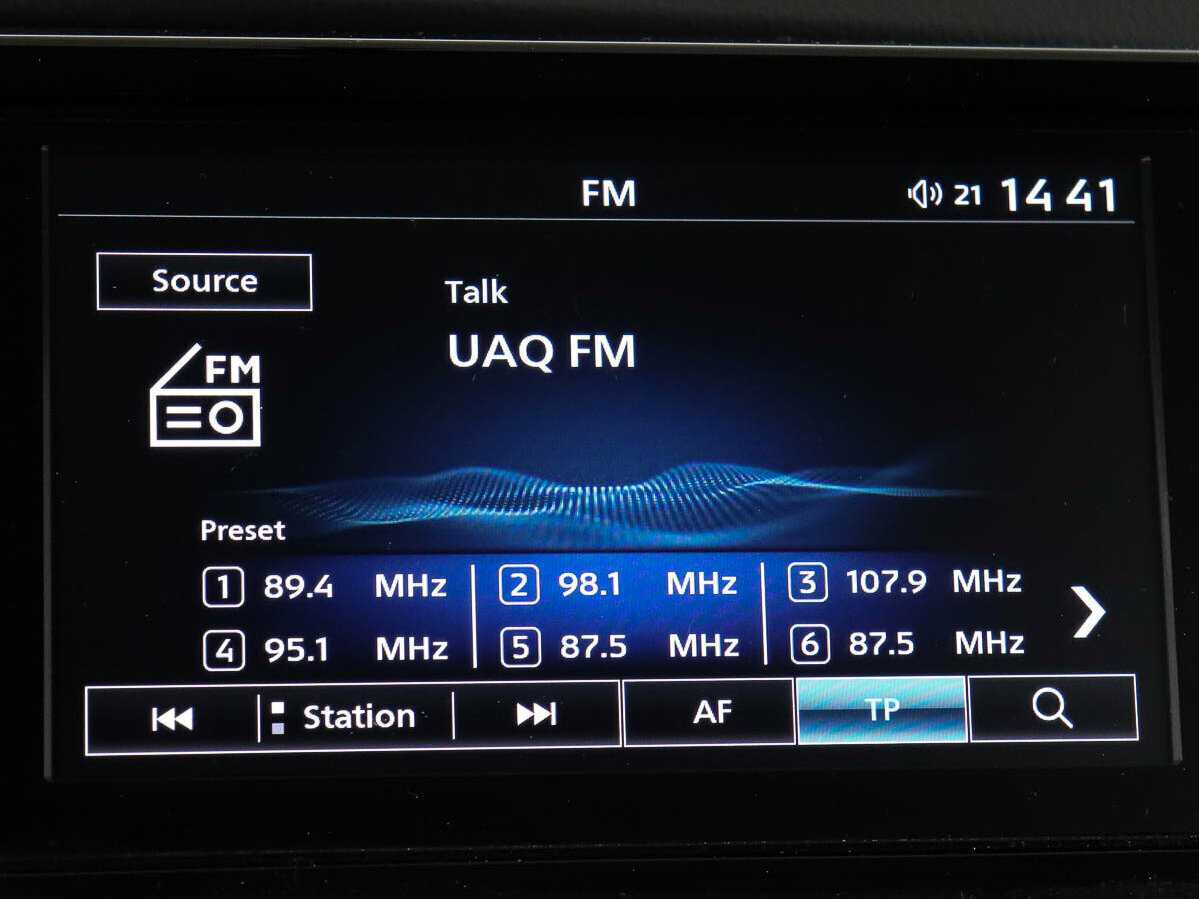 FM 21 14 41
Source
Talk
UAQ FM
FM
Preset
1 89.4 MHz 2 98.1 MHz 3 107.9 MHz
4 95.1 MHz 5 87.5 MHz 6 87.5 MHz
Station AF TP